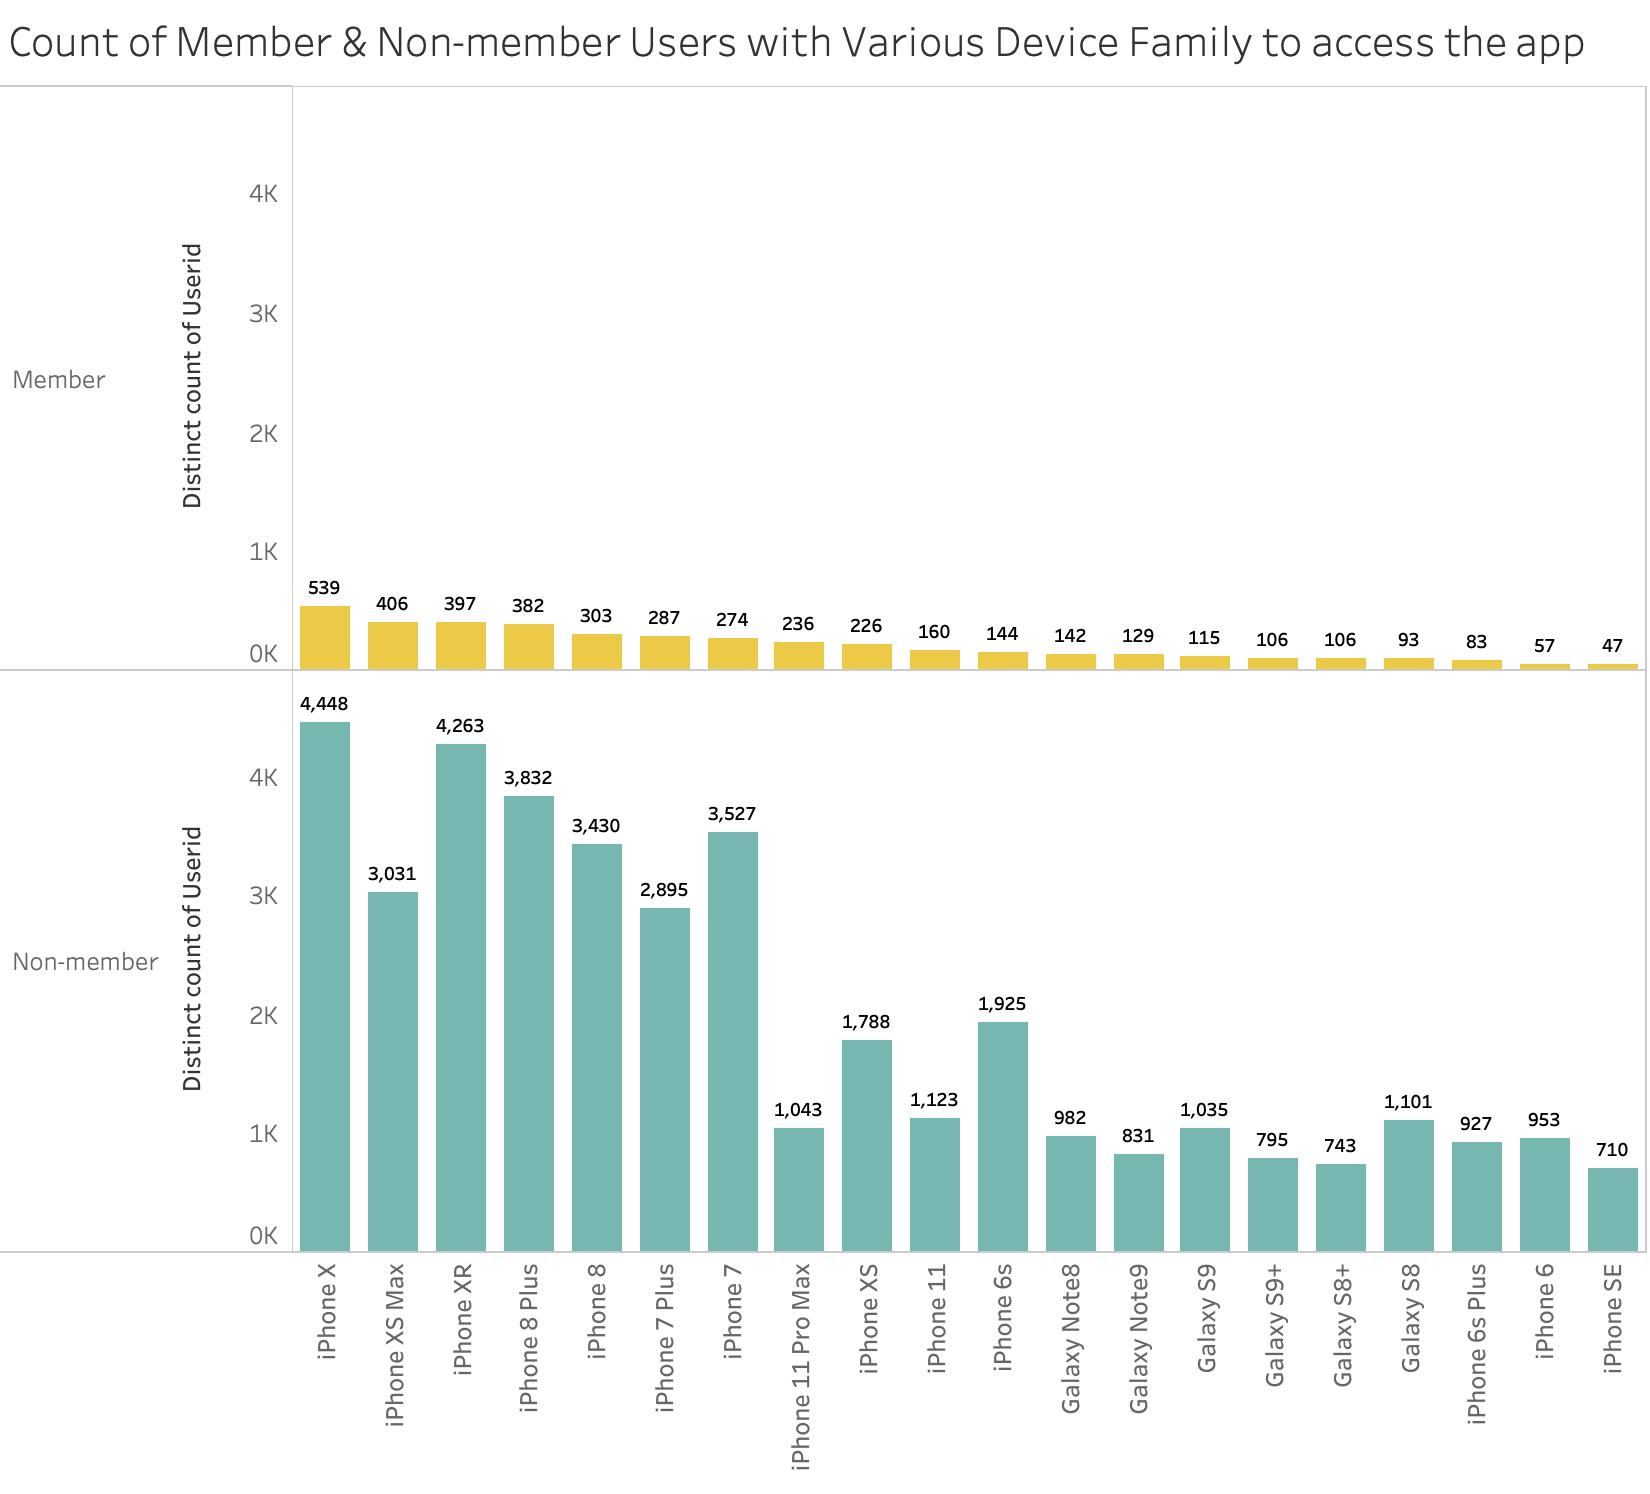 Count of Member & Non-member Users with Various Device Family to access the app
Member
Distinct count of Userid
4K
3K
2K
1K
0K
539
406
397
382
303
287
274
236
226
160
144
142
129
115
106
106
93
83
57
47
Non-member
Distinct count of Userid
4K
3K
2K
1K
0K
4,448
3,031
4,263
3,832
3,430
2,895
3,527
1,043
1,788
1,123
1,925
982
831
1,035
795
743
1,101
927
953
710
iPhone X
iPhone XS Max
iPhone XR
iPhone 8 Plus
iPhone 8
iPhone 7 Plus
iPhone 7
iPhone 11 Pro Max
iPhone XS
iPhone 11
iPhone 6s
Galaxy Note8
Galaxy Note9
Galaxy S9
Galaxy S9+
Galaxy S8+
Galaxy S8
iPhone 6s Plus
iPhone 6
iPhone SE